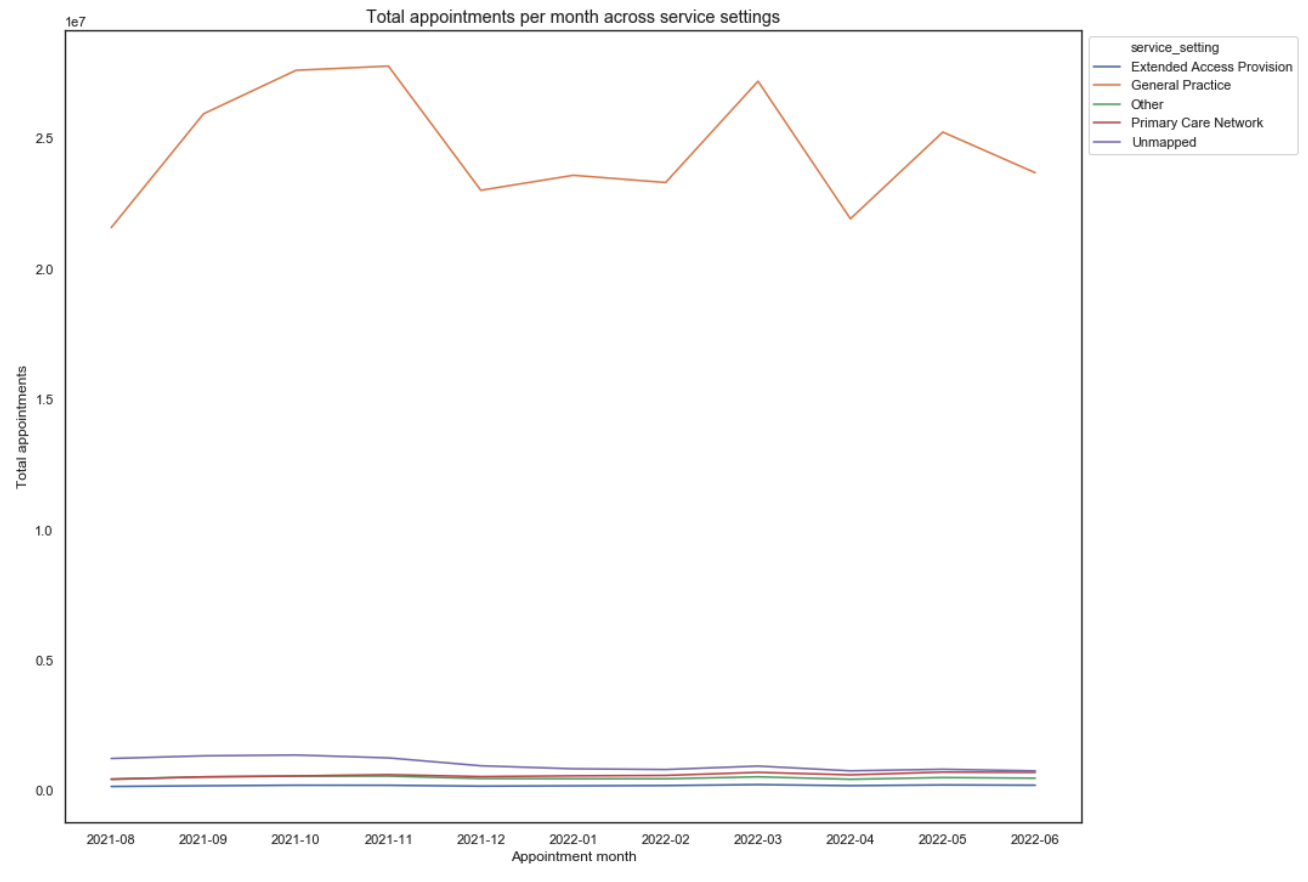 Total appointments per month across service settings
1e7
service_setting
Extended Access Provision
General Practice
Other
Primary Care Network
Unmapped
2.5
2.0
1.5
1.0
0.5
0.0
Total appointments
2021-08 2021-09 2021-10 2021-11 2021-12 2022-01 2022-02 2022-03 2022-04 2022-05 2022-06
Appointment month